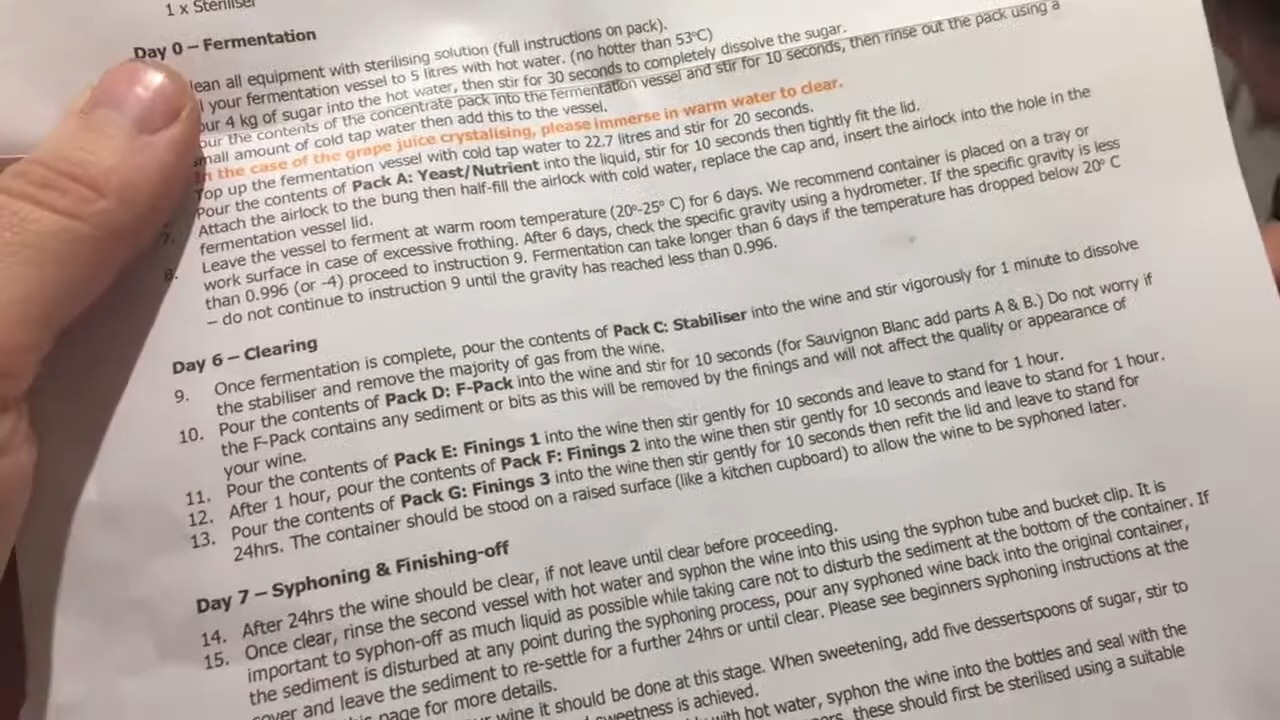 1 x Steriliser
Day 0 – Fermentation
lean all equipment with sterilising solution (full instructions on pack).
l your fermentation vessel to 5 litres with hot water. (no hotter than 53ºC)
our 4 kg of sugar into the hot water, then stir for 30 seconds to completely dissolve the sugar.
our the contents of the concentrate pack into the fermentation vessel and stir for 10 seconds, then rinse out the pack using a
small amount of cold tap water then add this to the vessel.
In the case of the grape juice crystalising, please immerse in warm water to clear.
Top up the fermentation vessel with cold tap water to 22.7 litres and stir for 20 seconds.
Pour the contents of Pack A: Yeast/Nutrient into the liquid, stir for 10 seconds then tightly fit the lid.
7. Attach the airlock to the bung then half-fill the airlock with cold water, replace the cap and, insert the airlock into the hole in the
fermentation vessel lid.
8. Leave the vessel to ferment at warm room temperature (20º-25º C) for 6 days. We recommend container is placed on a tray or
work surface in case of excessive frothing. After 6 days, check the specific gravity using a hydrometer. If the specific gravity is less
than 0.996 (or -4) proceed to instruction 9. Fermentation can take longer than 6 days if the temperature has dropped below 20º C
– do not continue to instruction 9 until the gravity has reached less than 0.996.
Day 6 – Clearing
9. Once fermentation is complete, pour the contents of Pack C: Stabiliser into the wine and stir vigorously for 1 minute to dissolve
the stabiliser and remove the majority of gas from the wine.
10. Pour the contents of Pack D: F-Pack into the wine and stir for 10 seconds (for Sauvignon Blanc add parts A & B.) Do not worry if
the F-Pack contains any sediment or bits as this will be removed by the finings and will not affect the quality or appearance of
your wine.
11. Pour the contents of Pack E: Finings 1 into the wine then stir gently for 10 seconds and leave to stand for 1 hour.
12. After 1 hour, pour the contents of Pack F: Finings 2 into the wine then stir gently for 10 seconds and leave to stand for 1 hour.
13. Pour the contents of Pack G: Finings 3 into the wine then stir gently for 10 seconds then refit the lid and leave to stand for
24hrs. The container should be stood on a raised surface (like a kitchen cupboard) to allow the wine to be syphoned later.
Day 7 – Syphoning & Finishing-off
14. After 24hrs the wine should be clear, if not leave until clear before proceeding.
15. Once clear, rinse the second vessel with hot water and syphon the wine into this using the syphon tube and bucket clip. It is
important to syphon-off as much liquid as possible while taking care not to disturb the sediment at the bottom of the container. If
the sediment is disturbed at any point during the syphoning process, pour any syphoned wine back into the original container,
cover and leave the sediment to re-settle for a further 24hrs or until clear. Please see beginners syphoning instructions at the
page for more details.
wine it should be done at this stage. When sweetening, add five dessertspoons of sugar, stir to
sweetness is achieved.
with hot water, syphon the wine into the bottles and seal with the
these should first be sterilised using a suitable